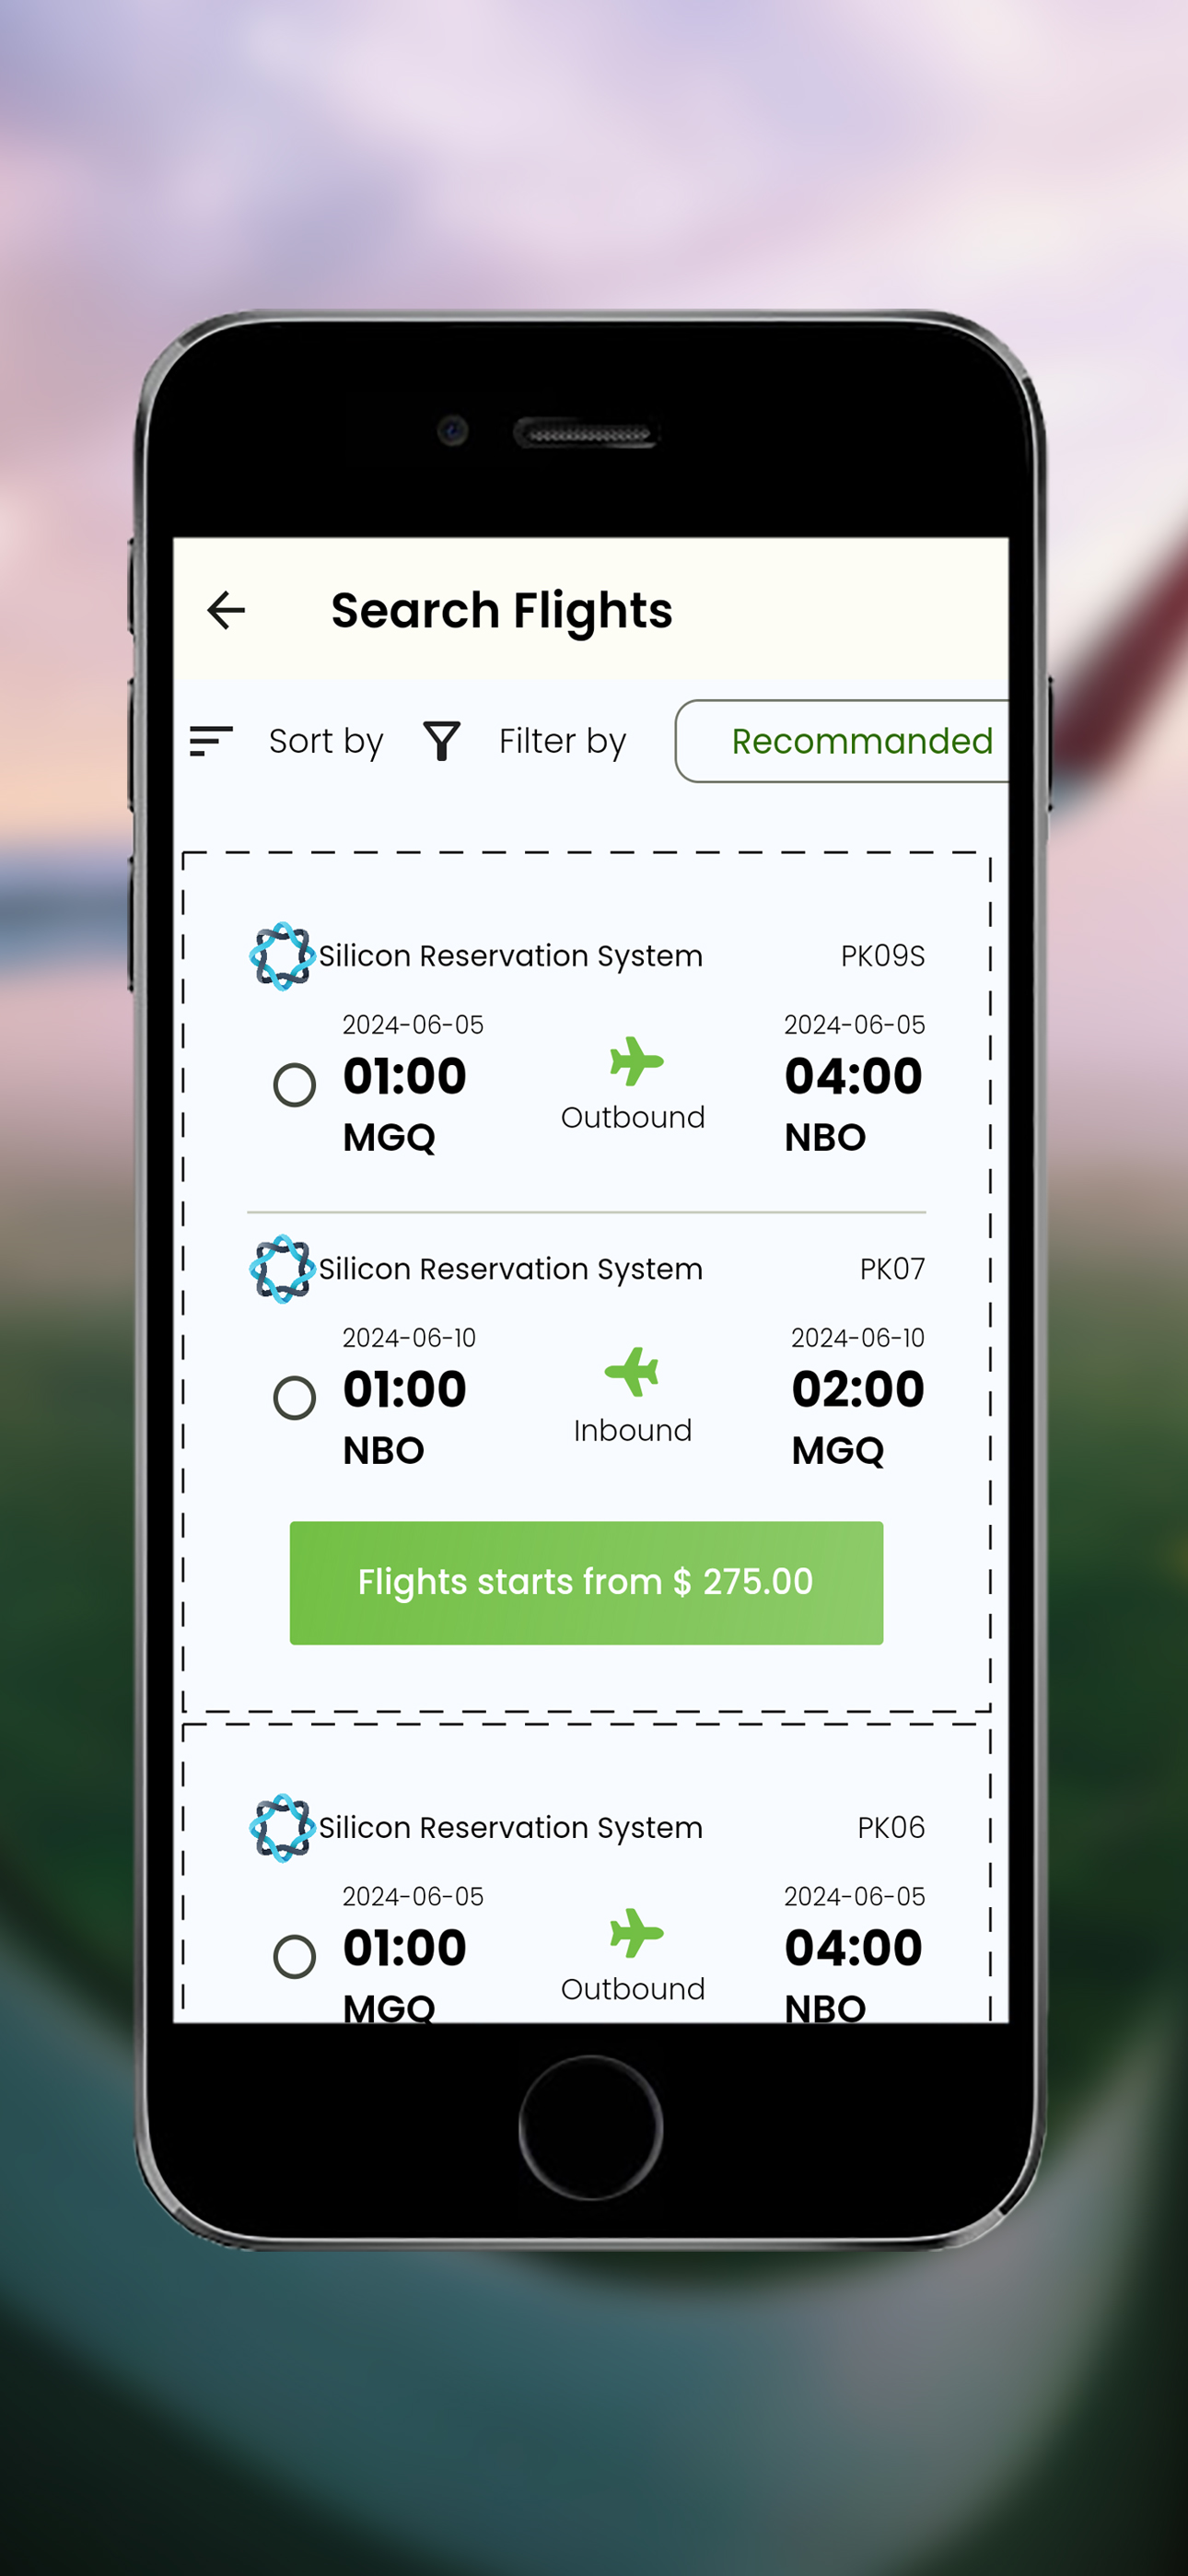 Search Flights
Sort by Filter by Recommanded
Silicon Reservation System PK09S
2024-06-05 2024-06-05
01:00 04:00
Outbound
MGQ NBO
Silicon Reservation System PK07
2024-06-10 2024-06-10
01:00 02:00
Inbound
NBO MGQ
Flights starts from $ 275.00
Silicon Reservation System PK06
2024-06-05 2024-06-05
01:00 04:00
Outbound
MGQ NBO